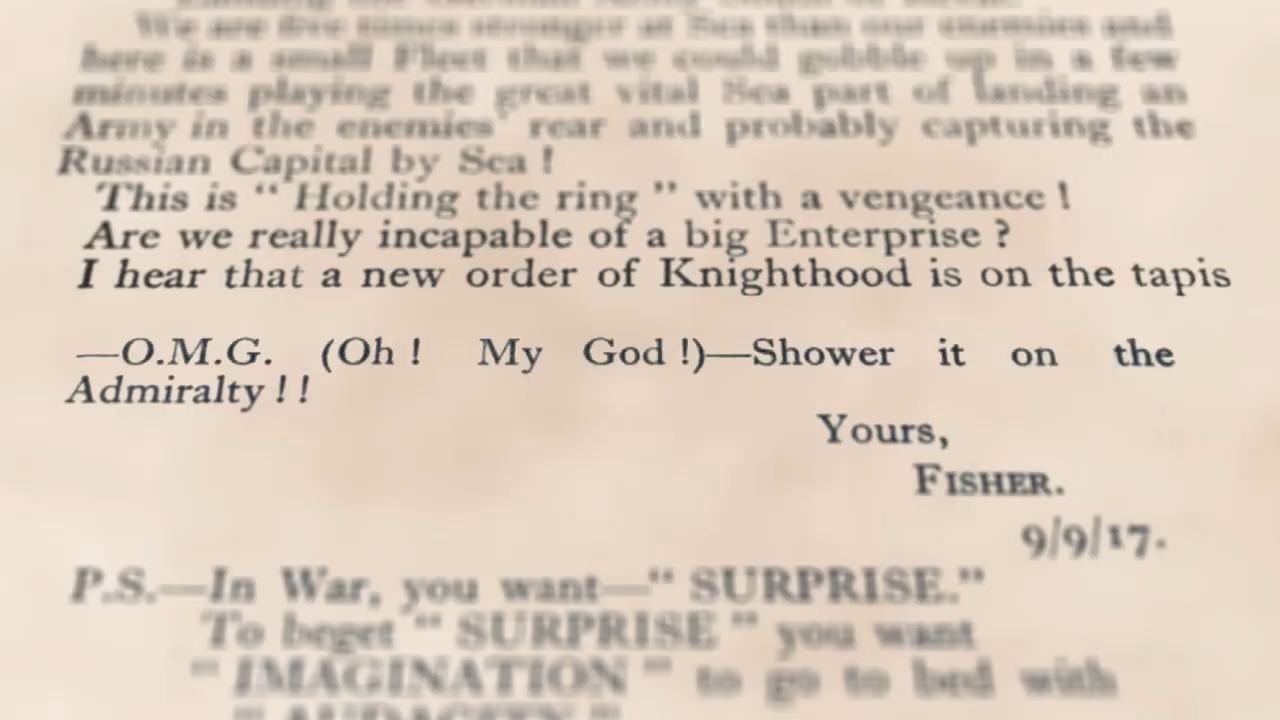 We are five times stronger at Sea than our enemies and
here is a small Fleet that we could gobble up in a few
minutes playing the great vital Sea part of landing an
Army in the enemies' rear and probably capturing the
Russian Capital by Sea !
This is “ Holding the ring ” with a vengeance !
Are we really incapable of a big Enterprise ?
I hear that a new order of Knighthood is on the tapis
—O.M.G. (Oh ! My God !)—Shower it on the
Admiralty ! !
Yours,
FISHER.
9/9/17.
P.S.—In War, you want—“ SURPRISE.”
To beget “ SURPRISE ” you want
“ IMAGINATION ” to go to bed with
“ AUDACITY ”